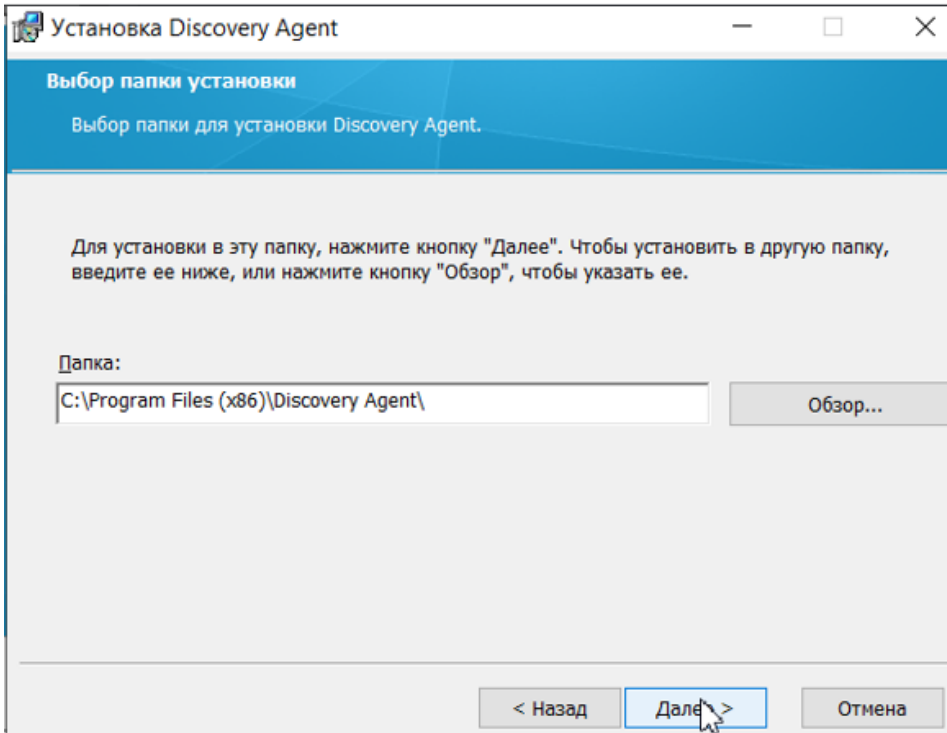 Установка Discovery Agent
Выбор папки установки
Выбор папки для установки Discovery Agent.
Для установки в эту папку, нажмите кнопку "Далее". Чтобы установить в другую папку,
введите ее ниже, или нажмите кнопку "Обзор", чтобы указать ее.
Папка:
C:\Program Files (x86)\Discovery Agent\
Обзор...
< Назад
Далее >
Отмена